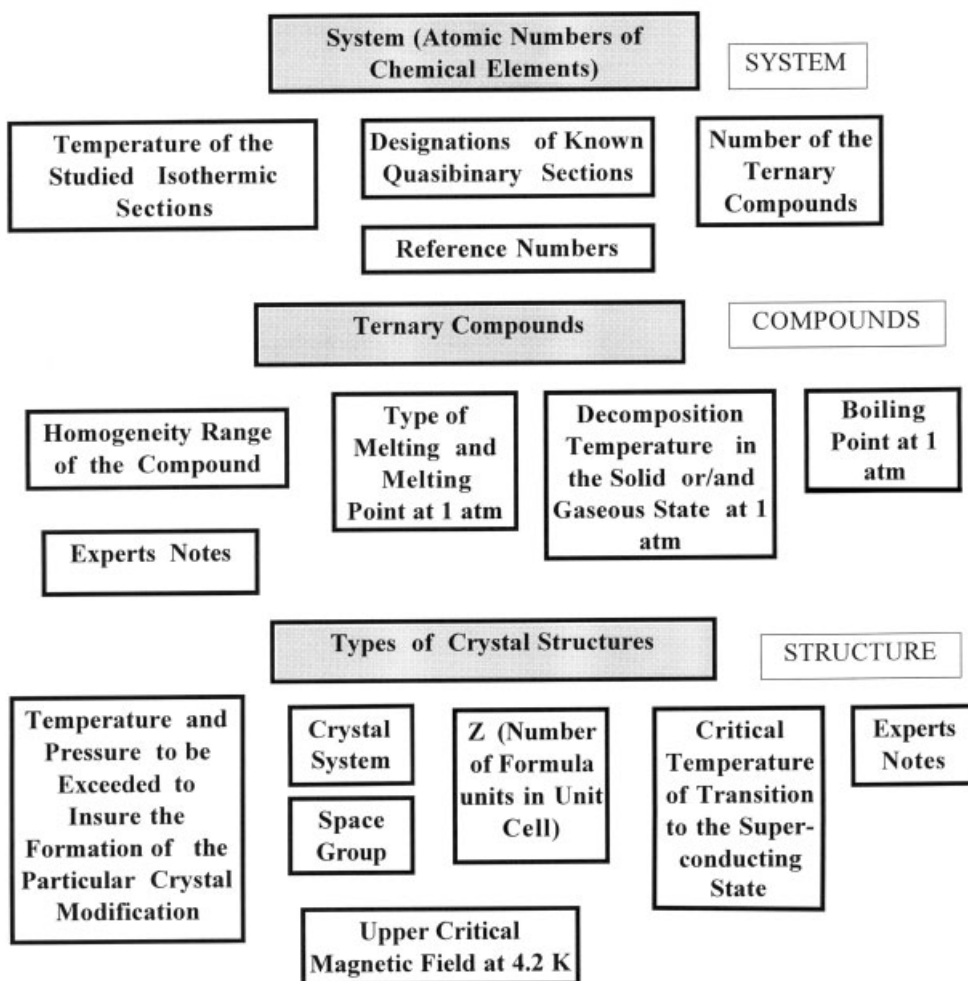 System (Atomic Numbers of
Chemical Elements)
SYSTEM
Temperature of the
Studied Isothermic
Sections
Designations of Known
Quasibinary Sections
Number of the
Ternary
Compounds
Reference Numbers
Ternary Compounds
COMPOUNDS
Homogeneity Range
of the Compound
Type of
Melting and
Melting
Point at 1 atm
Decomposition
Temperature in
the Solid or/and
Gaseous State at 1
atm
Boiling
Point at 1
atm
Experts Notes
Types of Crystal Structures
STRUCTURE
Temperature and
Pressure to be
Exceeded to
Insure the
Formation of the
Particular Crystal
Modification
Crystal
System
Space
Group
Z (Number
of Formula
units in Unit
Cell)
Critical
Temperature
of Transition
to the Super-
conducting
State
Experts
Notes
Upper Critical
Magnetic Field at 4.2 K